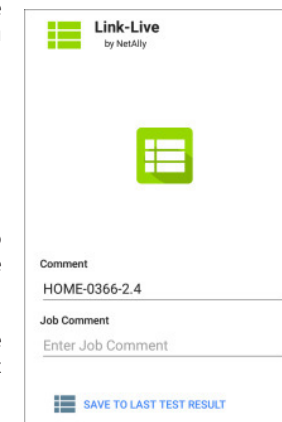 Link-Live
by NetAlly
Comment
HOME-0366-2.4
Job Comment
Enter Job Comment
SAVE TO LAST TEST RESULT